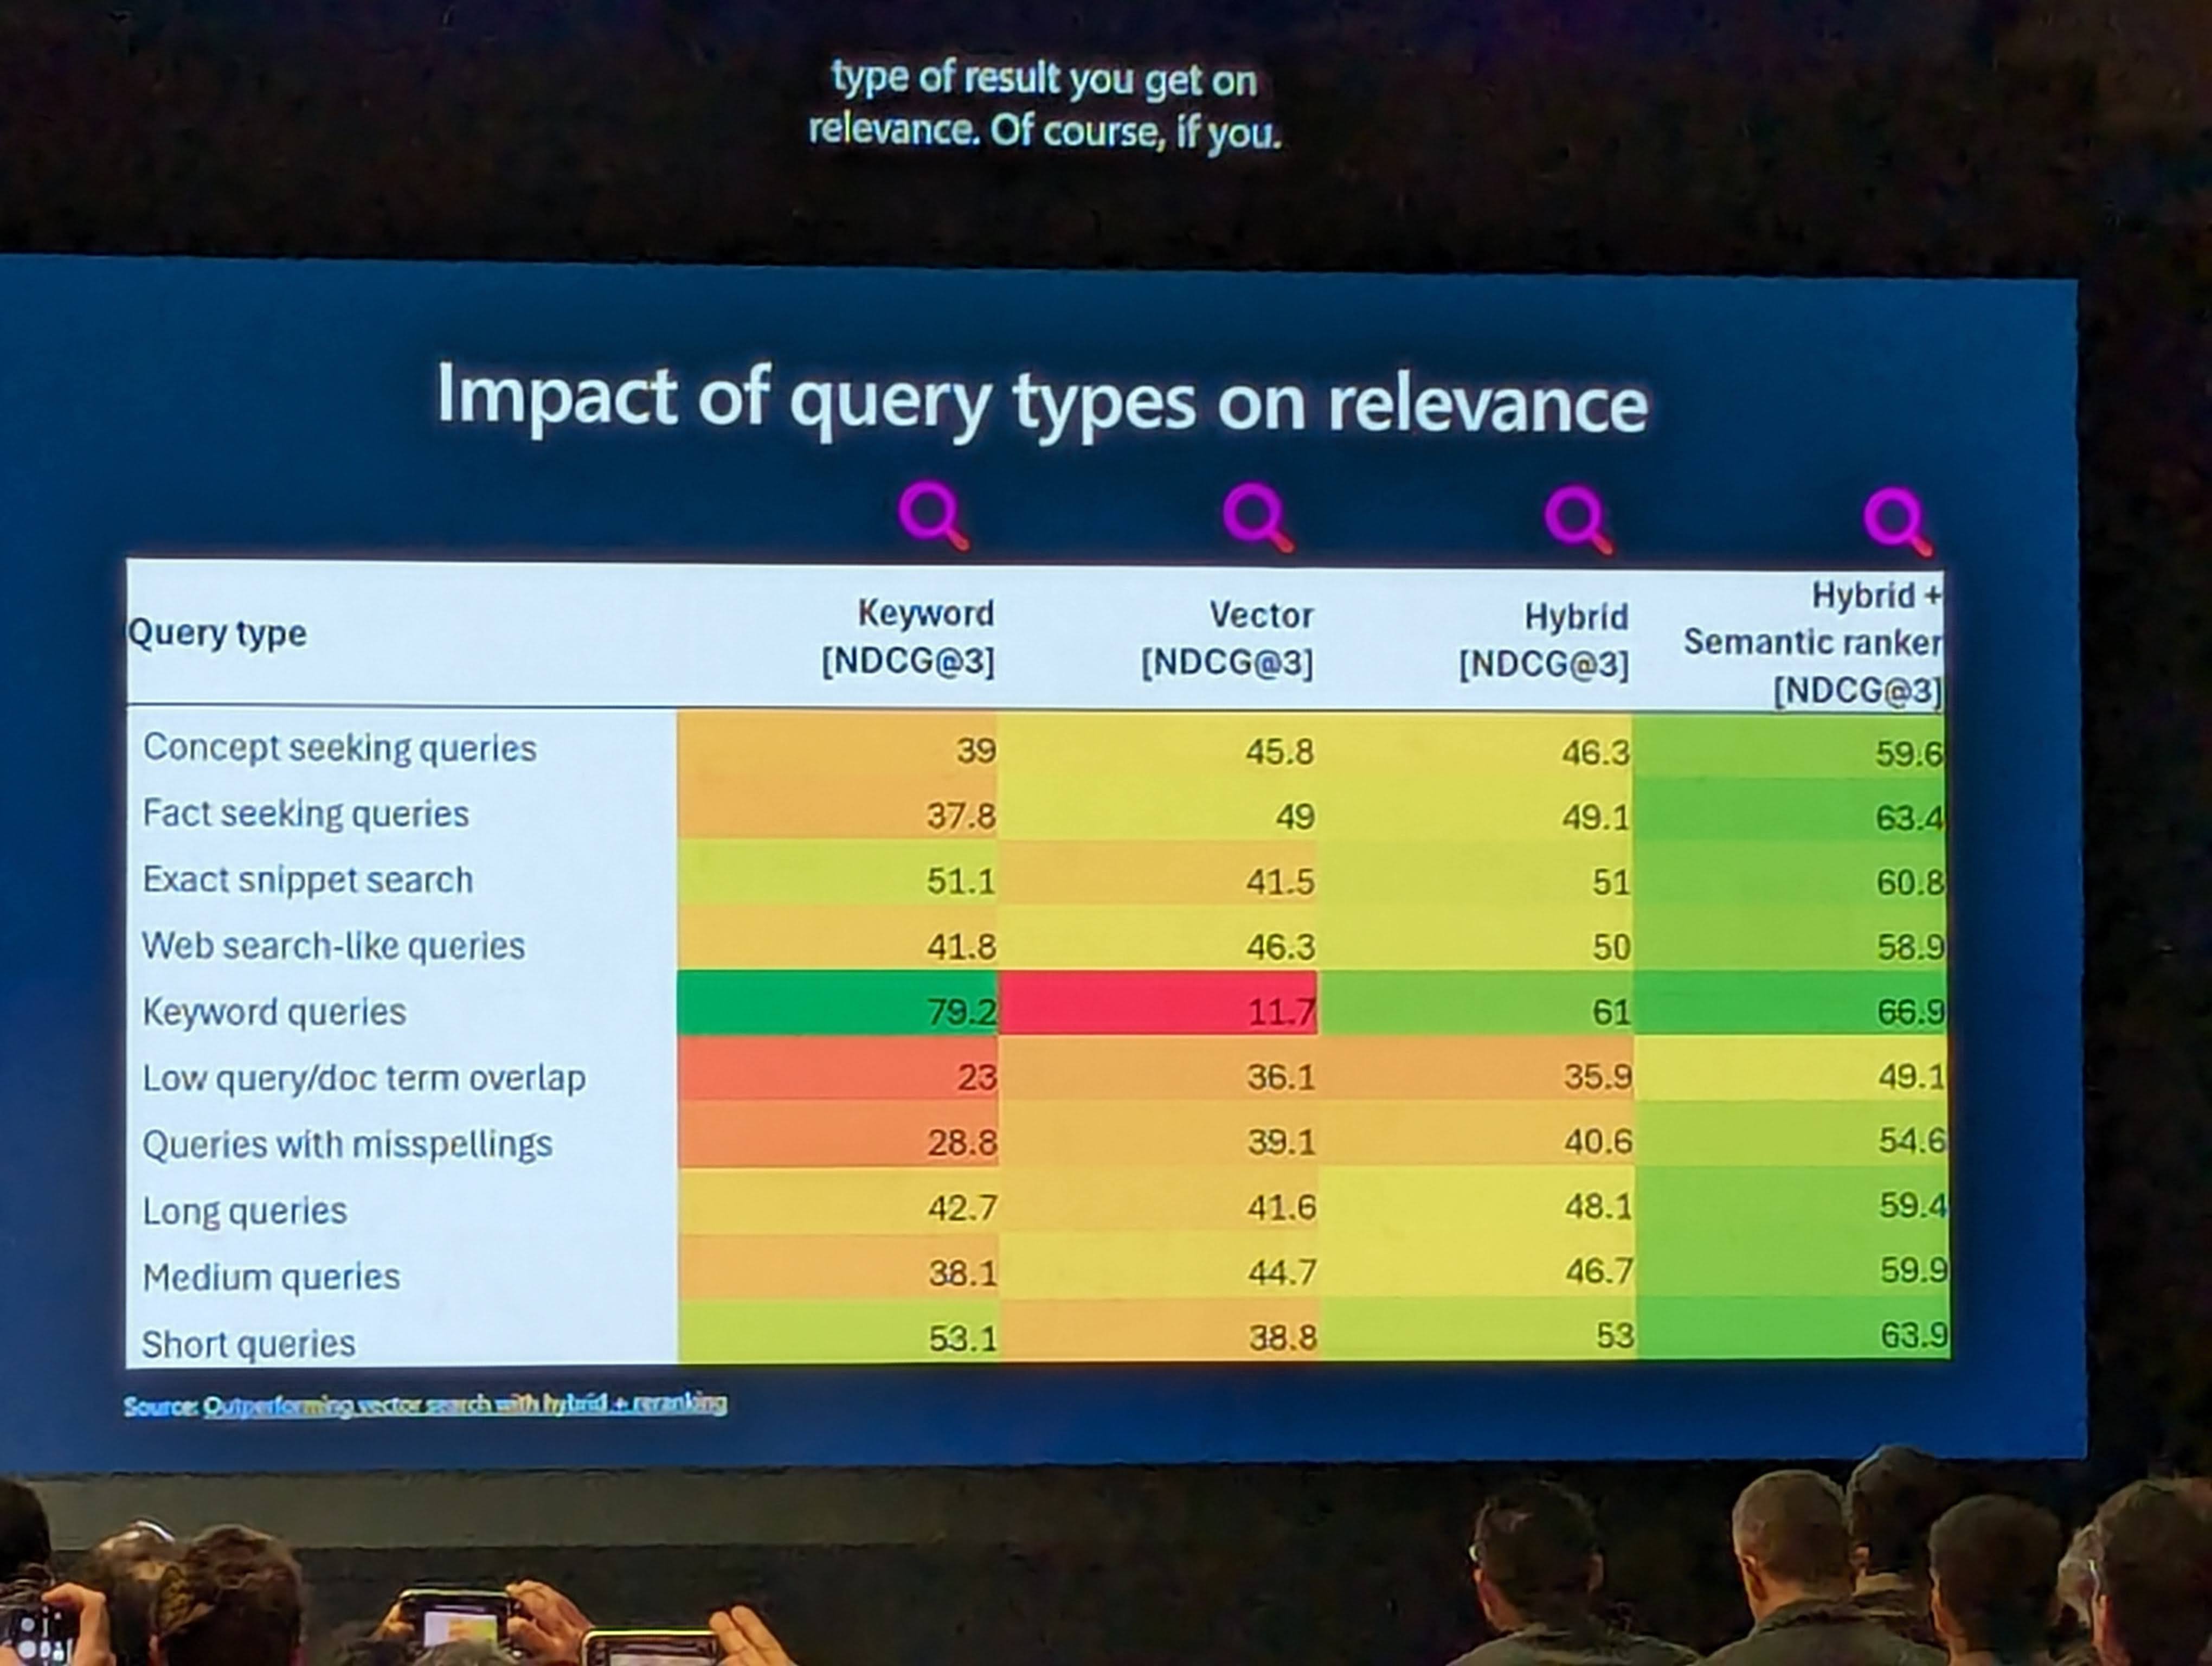 type of result you get on
relevance. Of course, if you.
Impact of query types on relevance
Query type
Keyword
[NDCG@3]
Vector
[NDCG@3]
Hybrid
[NDCG@3]
Hybrid +
Semantic ranker
[NDCG@3]
Concept seeking queries 39 45.8 46.3 59.6
Fact seeking queries 37.8 49 49.1 63.4
Exact snippet search 51.1 41.5 51 60.8
Web search-like queries 41.8 46.3 50 58.9
Keyword queries 79.2 11.7 61 66.9
Low query/doc term overlap 23 36.1 35.9 49.1
Queries with misspellings 28.8 39.1 40.6 54.6
Long queries 42.7 41.6 48.1 59.4
Medium queries 38.1 44.7 46.7 59.9
Short queries 53.1 38.8 53 63.9
Source: Outperforming vector search with hybrid + reranking